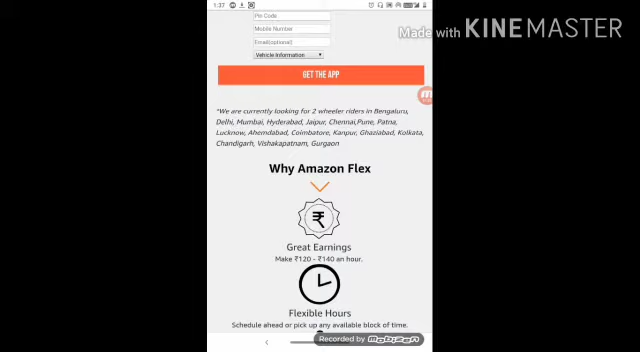 1:37
Made with KINEMASTER
Pin Code
Mobile Number
Email(optional)
Vehicle Information
GET THE APP
*We are currently looking for 2 wheeler riders in Bengaluru,
Delhi, Mumbai, Hyderabad, Jaipur, Chennai,Pune, Patna,
Lucknow, Ahemdabad, Coimbatore, Kanpur, Ghaziabad, Kolkata,
Chandigarh, Vishakapatnam, Gurgaon
Why Amazon Flex
₹
Great Earnings
Make ₹120 - ₹140 an hour.
Flexible Hours
Schedule ahead or pick up any available block of time.
Recorded by mobizen